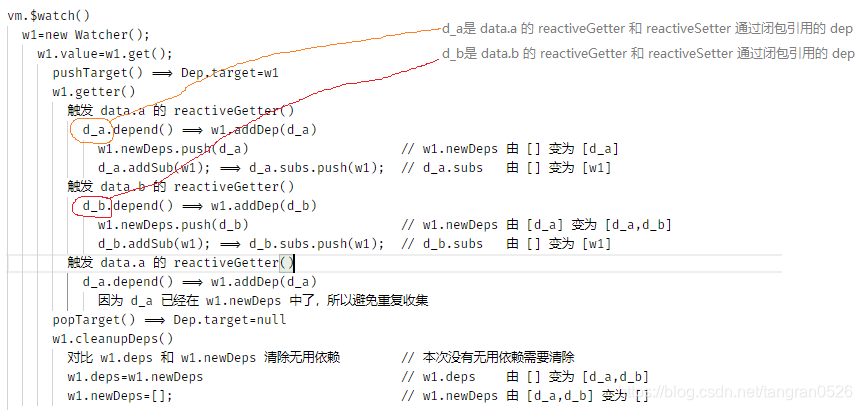 vm.$watch()
d_a是 data.a 的 reactiveGetter 和 reactiveSetter 通过闭包引用的 dep
w1=new Watcher();
d_b是 data.b 的 reactiveGetter 和 reactiveSetter 通过闭包引用的 dep
w1.value=w1.get();
pushTarget() ==> Dep.target=w1
w1.getter()
触发 data.a 的 reactiveGetter()
d_a.depend() ==> w1.addDep(d_a)
w1.newDeps.push(d_a) // w1.newDeps 由 [] 变为 [d_a]
d_a.addSub(w1); ==> d_a.subs.push(w1); // d_a.subs 由 [] 变为 [w1]
触发 data.b 的 reactiveGetter()
d_b.depend() ==> w1.addDep(d_b)
w1.newDeps.push(d_b) // w1.newDeps 由 [d_a] 变为 [d_a,d_b]
d_b.addSub(w1); ==> d_b.subs.push(w1); // d_b.subs 由 [] 变为 [w1]
触发 data.a 的 reactiveGetter()
d_a.depend() ==> w1.addDep(d_a)
因为 d_a 已经在 w1.newDeps 中了，所以避免重复收集
popTarget() ==> Dep.target=null
w1.cleanupDeps()
对比 w1.deps 和 w1.newDeps 清除无用依赖 // 本次没有无用依赖需要清除
w1.deps=w1.newDeps // w1.deps 由 [] 变为 [d_a,d_b]
w1.newDeps=[]; // w1.newDeps 由 [d_a,d_b] 变为 []
https://blog.csdn.net/tangran0526